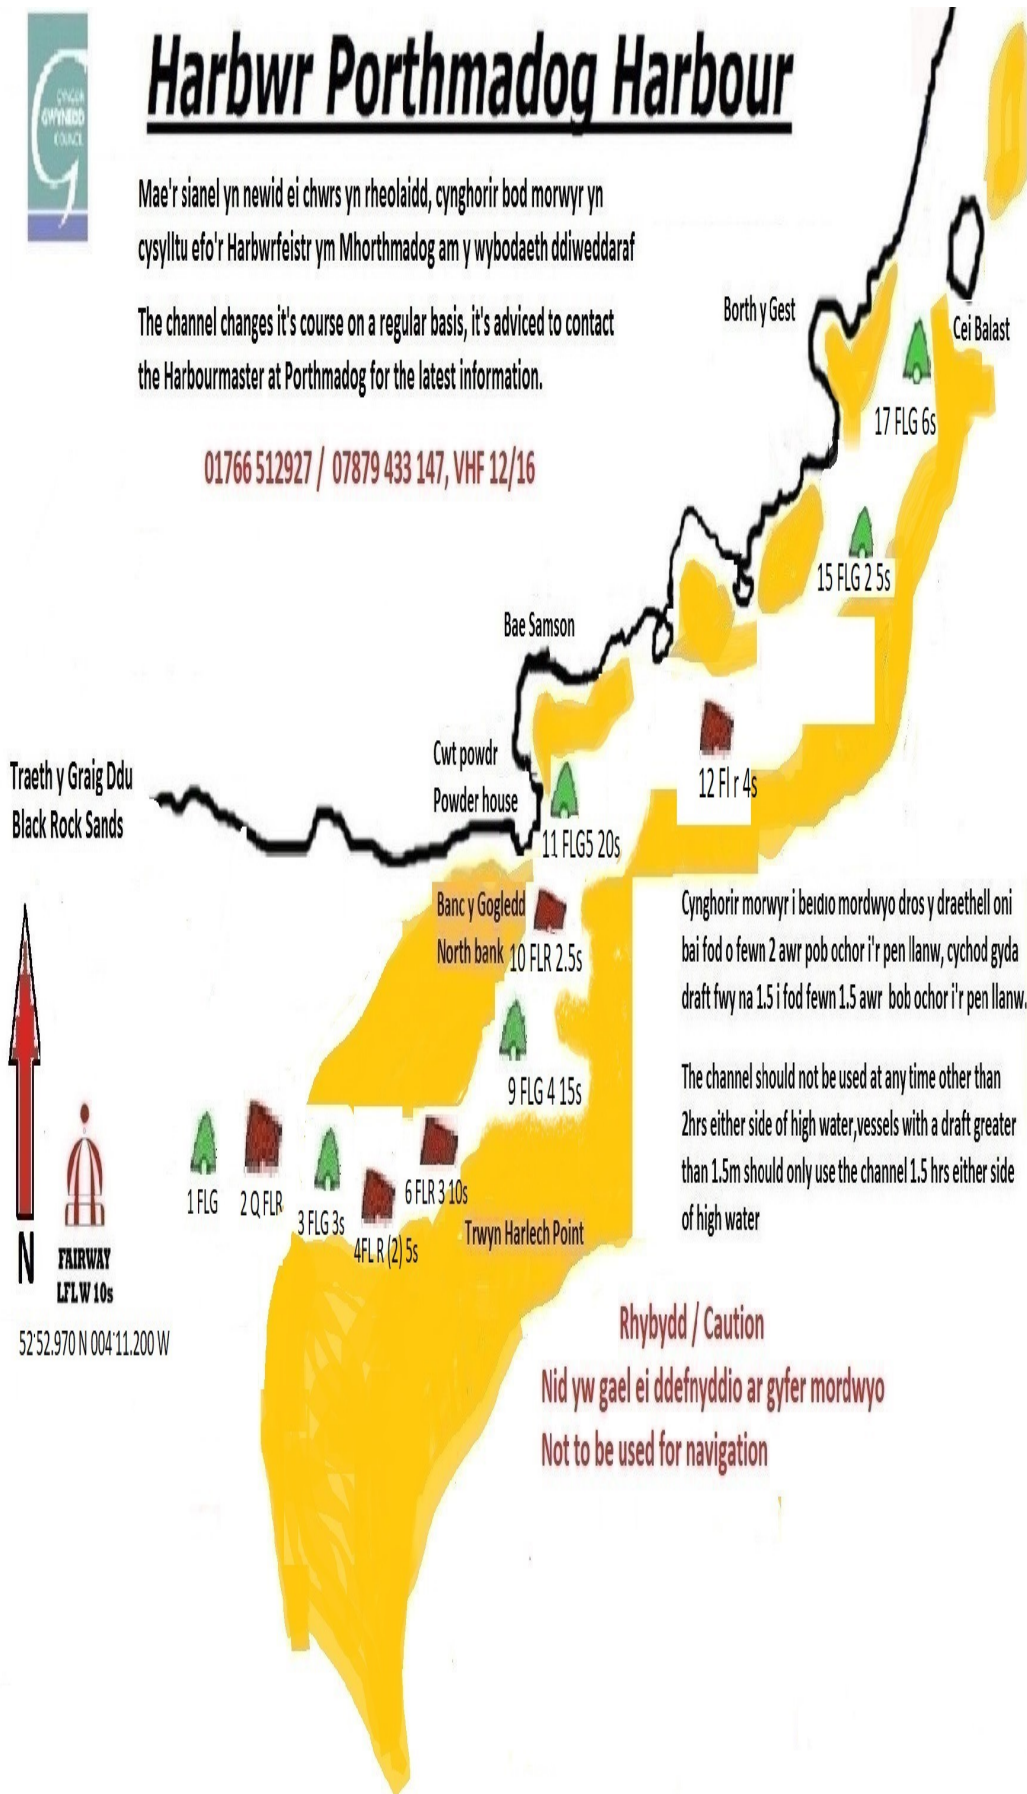 CYNGOR
GWYNEDD
COUNCIL
Harbwr Porthmadog Harbour
Mae'r sianel yn newid ei chwrs yn rheolaidd, cynghorir bod morwyr yn
cysylltu efo'r Harbwrfeistr ym Mhorthmadog am y wybodaeth ddiweddaraf
The channel changes it's course on a regular basis, it's adviced to contact
the Harbourmaster at Porthmadog for the latest information.
01766 512927 / 07879 433 147, VHF 12/16
Borth y Gest
Cei Balast
17 FLG 6s
15 FLG 2 5s
Bae Samson
12 Fl r 4s
Cwt powdr
Powder house
Traeth y Graig Ddu
Black Rock Sands
11 FLG5 20s
Banc y Gogledd
North bank
10 FLR 2.5s
9 FLG 4 15s
Cynghorir morwyr i beidio mordwyo dros y draethell oni
bai fod o fewn 2 awr pob ochor i'r pen llanw, cychod gyda
draft fwy na 1.5 i fod fewn 1.5 awr bob ochor i'r pen llanw.
The channel should not be used at any time other than
2hrs either side of high water,vessels with a draft greater
than 1.5m should only use the channel 1.5 hrs either side
of high water
1 FLG
2 Q FLR
3 FLG 3s
4FL R (2) 5s
6 FLR 3 10s
Trwyn Harlech Point
N
FAIRWAY
LFLW 10s
52'52.970 N 004'11.200 W
Rhybydd / Caution
Nid yw gael ei ddefnyddio ar gyfer mordwyo
Not to be used for navigation